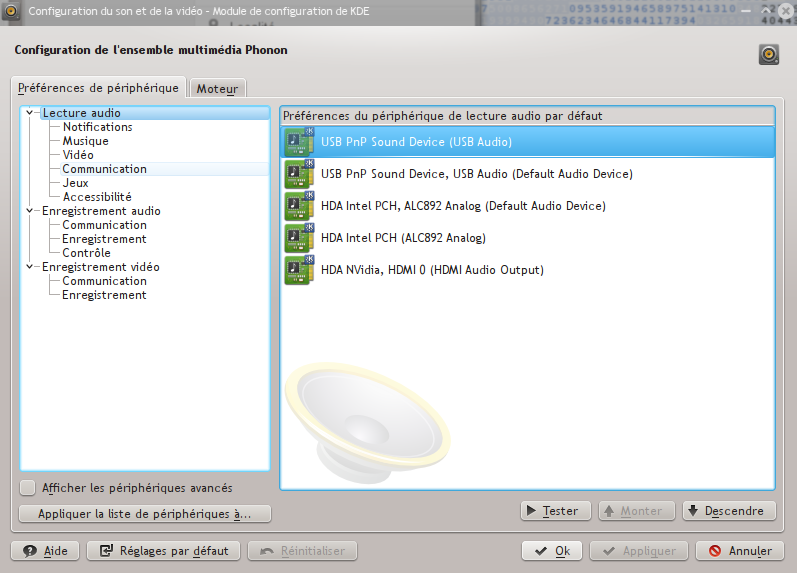 Configuration du son et de la vidéo - Module de configuration de KDE
Localité
09535919465897514131 0
72362346466844117394
40443
Configuration de l'ensemble multimédia Phonon
Préférences de périphérique
Moteur
Lecture audio
Notifications
Musique
Vidéo
Communication
Jeux
Accessibilité
Enregistrement audio
Communication
Enregistrement
Contrôle
Enregistrement vidéo
Communication
Enregistrement
Préférences du périphérique de lecture audio par défaut
USB PnP Sound Device (USB Audio)
USB PnP Sound Device, USB Audio (Default Audio Device)
HDA Intel PCH, ALC892 Analog (Default Audio Device)
HDA Intel PCH (ALC892 Analog)
HDA NVidia, HDMI 0 (HDMI Audio Output)
Afficher les périphériques avancés
Appliquer la liste de périphériques à...
Tester
Monter
Descendre
Aide
Réglages par défaut
Réinitialiser
Ok
Appliquer
Annuler